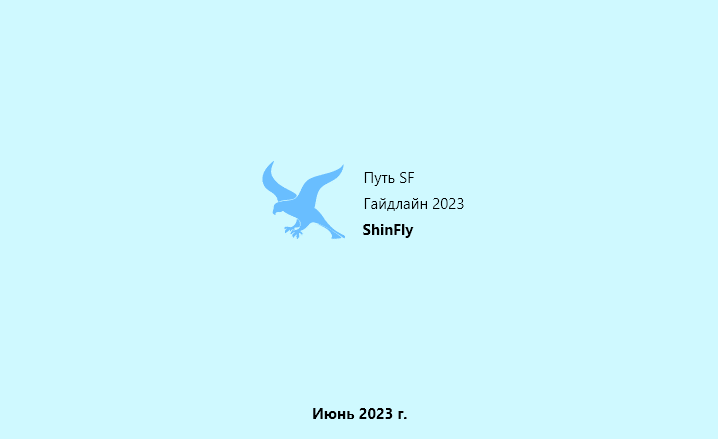 Путь SF
Гайдлайн 2023
ShinFly
Июнь 2023 г.